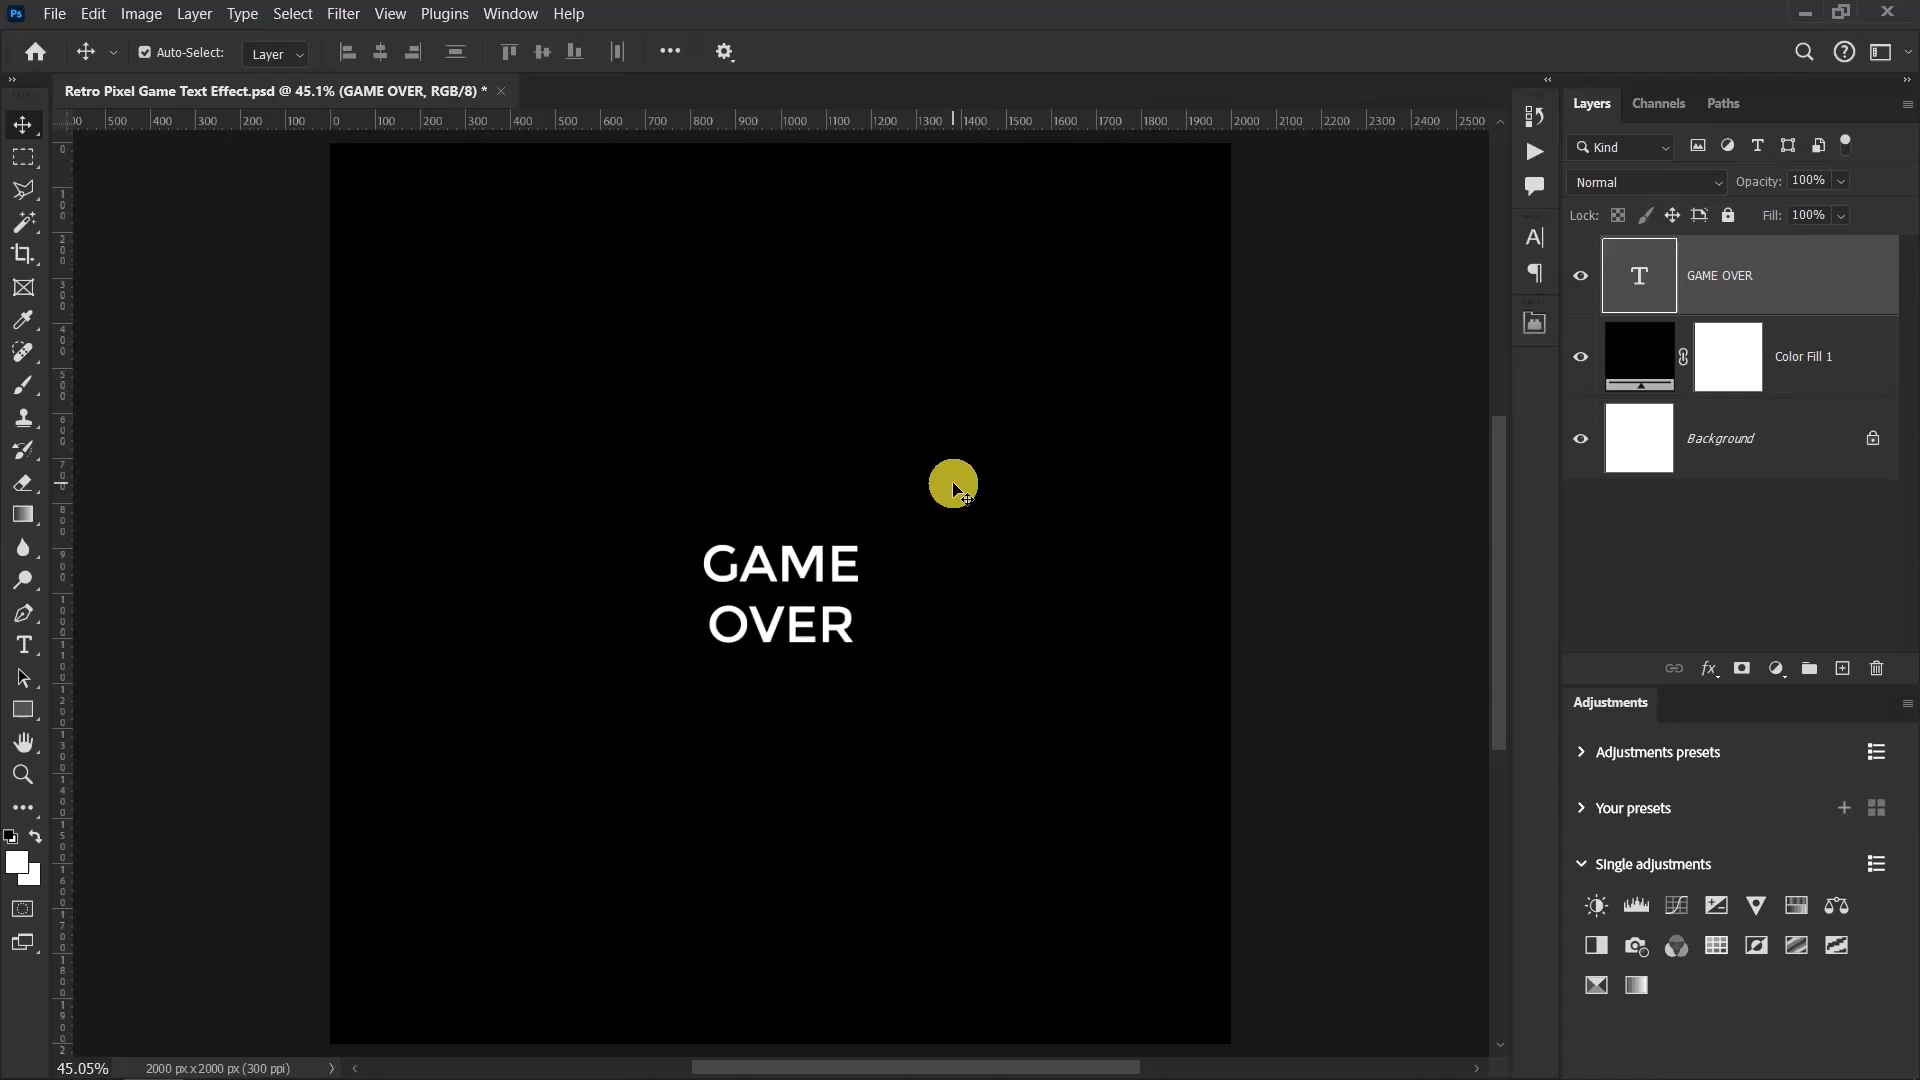 Ps File Edit Image Layer Type Select Filter View Plugins Window Help
Auto-Select: Layer
Retro Pixel Game Text Effect.psd @ 45.1% (GAME OVER, RGB/8) *
500 400 300 200 100 0 100 200 300 400 500 600 700 800 900 1000 1100 1200 1300 1400 1500 1600 1700 1800 1900 2000 2100 2200 2300 2400 2500
Layers Channels Paths
Kind
Normal Opacity: 100%
Lock: Fill: 100%
GAME OVER
Color Fill 1
Background
GAME
OVER
Adjustments
Adjustments presets
Your presets
Single adjustments
45.05% 2000 px x 2000 px (300 ppi)